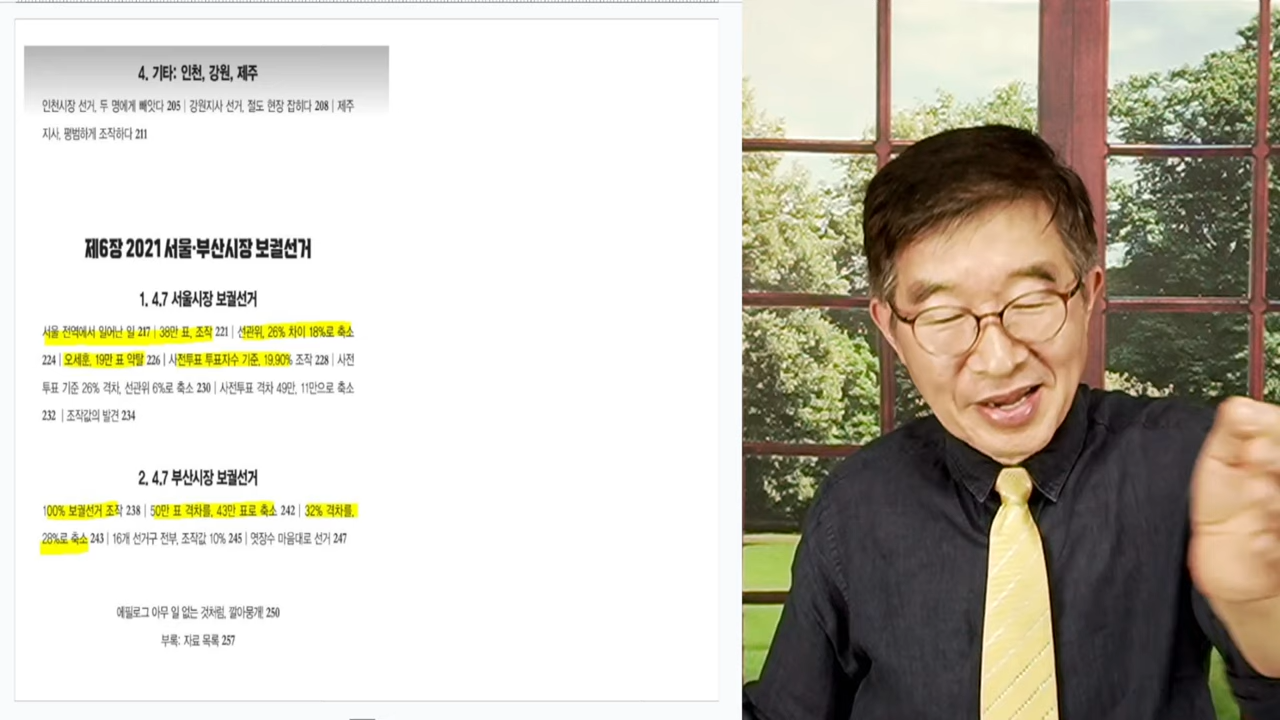 4. 기타: 인천, 강원, 제주
인천시장 선거, 두 명에게 빼앗다 205 | 강원지사 선거, 절도 현장 잡히다 208 | 제주
지사, 평범하게 조작하다 211
제6장 2021 서울·부산시장 보궐선거
1. 4.7 서울시장 보궐선거
서울 전역에서 일어난 일 217 | 38만 표, 조작 221 | 선관위, 26% 차이 18%로 축소
224 | 오세훈, 19만 표 약탈 226 | 사전투표 투표자수 기준, 19.90% 조작 228 | 사전
투표 기준 26% 격차, 선관위 6%로 축소 230 | 사전투표 격차 49만, 11만으로 축소
232 | 조작값의 발견 234
2. 4.7 부산시장 보궐선거
100% 보궐선거 조작 238 | 50만 표 격차를, 43만 표로 축소 242 | 32% 격차를,
28%로 축소 243 | 16개 선거구 전부, 조작값 10% 245 | 엿장수 마음대로 선거 247
에필로그 아무 일 없는 것처럼, 깔아뭉개! 250
부록: 자료 목록 257